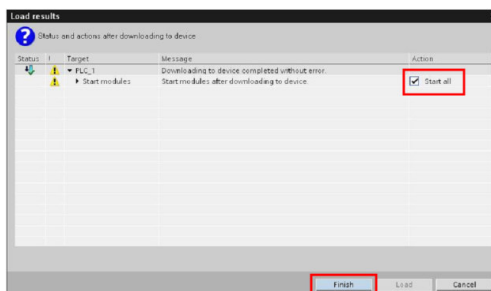 Load results
Status and actions after downloading to device
Status ! Target Message Action
PLC_1 Downloading to device completed without error.
Start modules Start modules after downloading to device. Start all
Finish Load Cancel